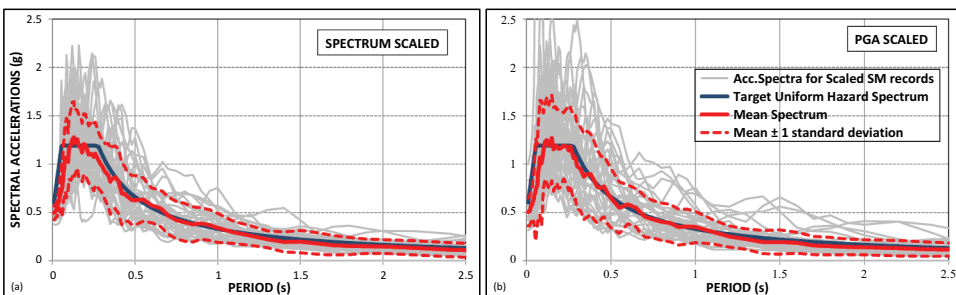 SPECTRUM SCALED
SPECTRAL ACCELERATIONS (g)
2.5
2
1.5
1
0.5
0
0
0.5
1
1.5
2
2.5
(a)
PERIOD (s)
PGA SCALED
Acc.Spectra for Scaled SM records
Target Uniform Hazard Spectrum
Mean Spectrum
Mean ± 1 standard deviation
2.5
2
1.5
1
0.5
0
0
0.5
1
1.5
2
2.5
(b)
PERIOD (s)